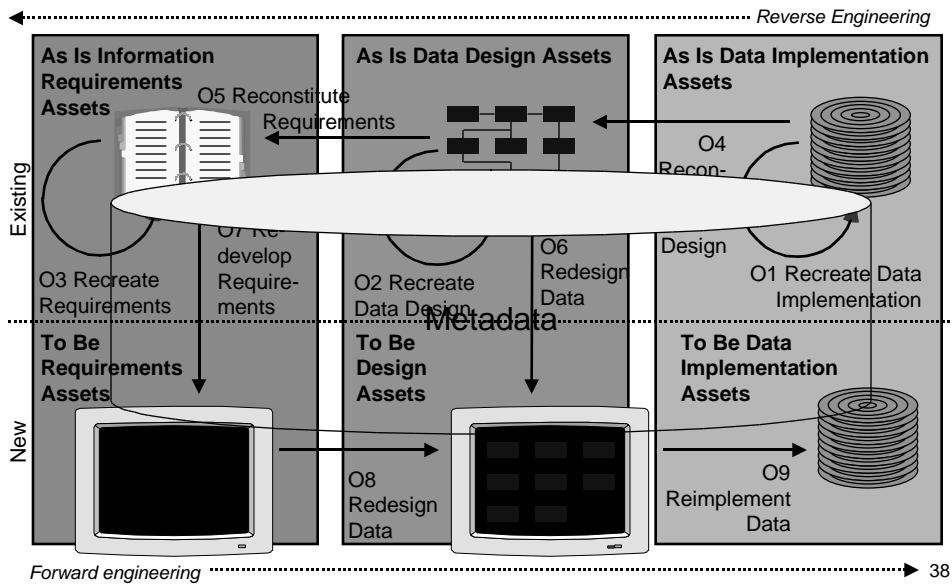 Reverse Engineering
As Is Information
Requirements
Assets
O5 Reconstitute
Requirements
As Is Data Design Assets
As Is Data Implementation
Assets
O4
Recon-
Design
Existing
O3 Recreate
Requirements
O7 Re-
develop
Require-
ments
O2 Recreate
Data Design
O6
Redesign
Data
O1 Recreate Data
Implementation
Metadata
To Be
Requirements
Assets
To Be
Design
Assets
To Be Data
Implementation
Assets
New
O8
Redesign
Data
O9
Reimplement
Data
Forward engineering
38